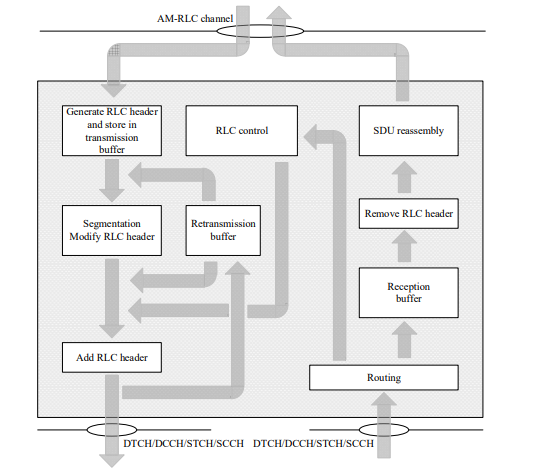 AM-RLC channel
Generate RLC header
and store in
transmission
buffer
RLC control
SDU reassembly
Segmentation
Modify RLC header
Retransmission
buffer
Remove RLC header
Reception
buffer
Add RLC header
Routing
DTCH/DCCH/STCH/SCCH
DTCH/DCCH/STCH/SCCH